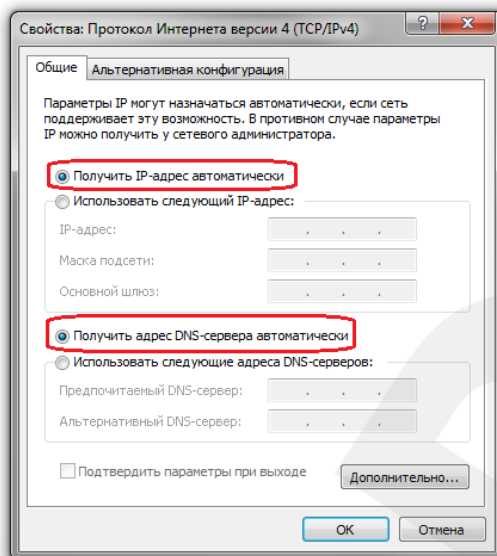 Свойства: Протокол Интернета версии 4 (TCP/IPv4)
Общие Альтернативная конфигурация
Параметры IP могут назначаться автоматически, если сеть
поддерживает эту возможность. В противном случае параметры
IP можно получить у сетевого администратора.
Получить IP-адрес автоматически
Использовать следующий IP-адрес:
IP-адрес:
Маска подсети:
Основной шлюз:
Получить адрес DNS-сервера автоматически
Использовать следующие адреса DNS-серверов:
Предпочитаемый DNS-сервер:
Альтернативный DNS-сервер:
Подтвердить параметры при выходе
Дополнительно...
ОК Отмена